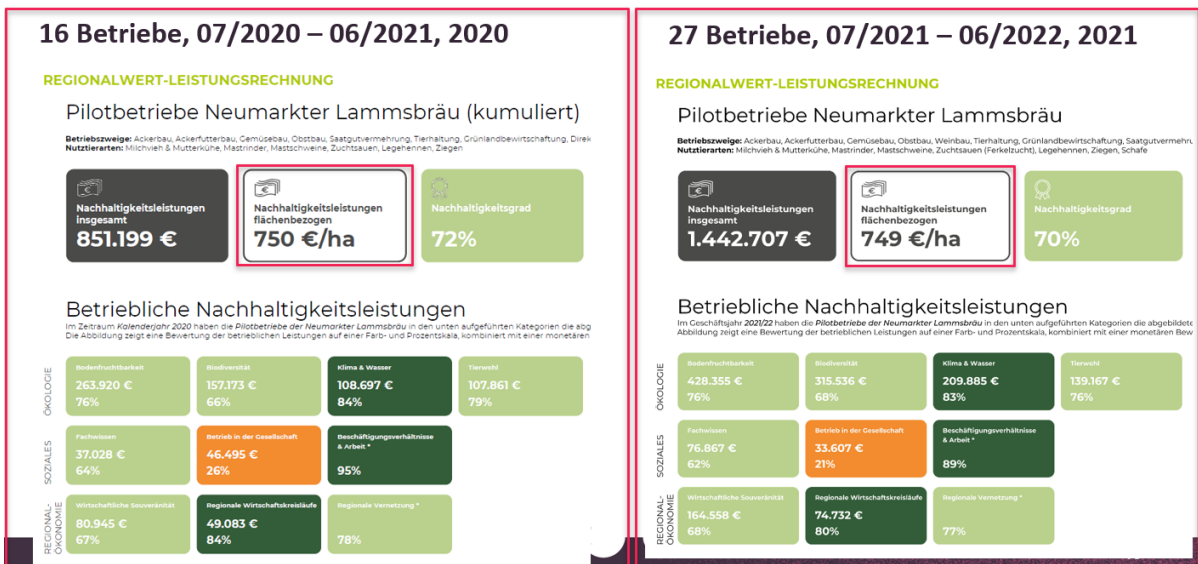 16 Betriebe, 07/2020 – 06/2021, 2020
REGIONALWERT-LEISTUNGSRECHNUNG
Pilotbetriebe Neumarkter Lammsbräu (kumuliert)
Betriebszweige: Ackerbau, Ackerfutterbau, Gemüsebau, Obstbau, Saatgutvermehrung, Tierhaltung, Grünlandbewirtschaftung, Direk
Nutztierarten: Milchvieh & Mutterkühe, Mastrinder, Mastschweine, Zuchtsauen, Legehennen, Ziegen
Nachhaltigkeitsleistungen
insgesamt
851.199 €
Nachhaltigkeitsleistungen
flächenbezogen
750 €/ha
Nachhaltigkeitsgrad
72%
Betriebliche Nachhaltigkeitsleistungen
Im Zeitraum Kalenderjahr 2020 haben die Pilotbetriebe der Neumarkter Lammsbräu in den unten aufgeführten Kategorien die abg
Die Abbildung zeigt eine Bewertung der betrieblichen Leistungen auf einer Farb- und Prozentskala, kombiniert mit einer monetären
ÖKOLOGIE
Bodenfruchtbarkeit
263.920 €
76%
Biodiversität
157.173 €
66%
Klima & Wasser
108.697 €
84%
Tierwohl
107.861 €
79%
SOZIALES
Fachwissen
37.028 €
64%
Betrieb in der Gesellschaft
46.495 €
26%
Beschäftigungsverhältnisse
& Arbeit *
95%
REGIONAL-
ÖKONOMIE
Wirtschaftliche Souveränität
80.945 €
67%
Regionale Wirtschaftskreisläufe
49.083 €
84%
Regionale Vernetzung *
78%
27 Betriebe, 07/2021 – 06/2022, 2021
REGIONALWERT-LEISTUNGSRECHNUNG
Pilotbetriebe Neumarkter Lammsbräu
Betriebszweige: Ackerbau, Ackerfutterbau, Gemüsebau, Obstbau, Weinbau, Tierhaltung, Grünlandbewirtschaftung, Saatgutvermehru
Nutztierarten: Milchvieh & Mutterkühe, Mastrinder, Mastschweine, Zuchtsauen (Ferkelzucht), Legehennen, Ziegen, Schafe
Nachhaltigkeitsleistungen
insgesamt
1.442.707 €
Nachhaltigkeitsleistungen
flächenbezogen
749 €/ha
Nachhaltigkeitsgrad
70%
Betriebliche Nachhaltigkeitsleistungen
Im Geschäftsjahr 2021/22 haben die Pilotbetriebe der Neumarkter Lammsbräu in den unten aufgeführten Kategorien die abgebildete
Abbildung zeigt eine Bewertung der betrieblichen Leistungen auf einer Farb- und Prozentskala, kombiniert mit einer monetären Bew
ÖKOLOGIE
Bodenfruchtbarkeit
428.355 €
76%
Biodiversität
315.536 €
68%
Klima & Wasser
209.885 €
83%
Tierwohl
139.167 €
76%
SOZIALES
Fachwissen
76.867 €
62%
Betrieb in der Gesellschaft
33.607 €
21%
Beschäftigungsverhältnisse
& Arbeit *
89%
REGIONAL-
ÖKONOMIE
Wirtschaftliche Souveränität
164.558 €
68%
Regionale Wirtschaftskreisläufe
74.732 €
80%
Regionale Vernetzung *
77%